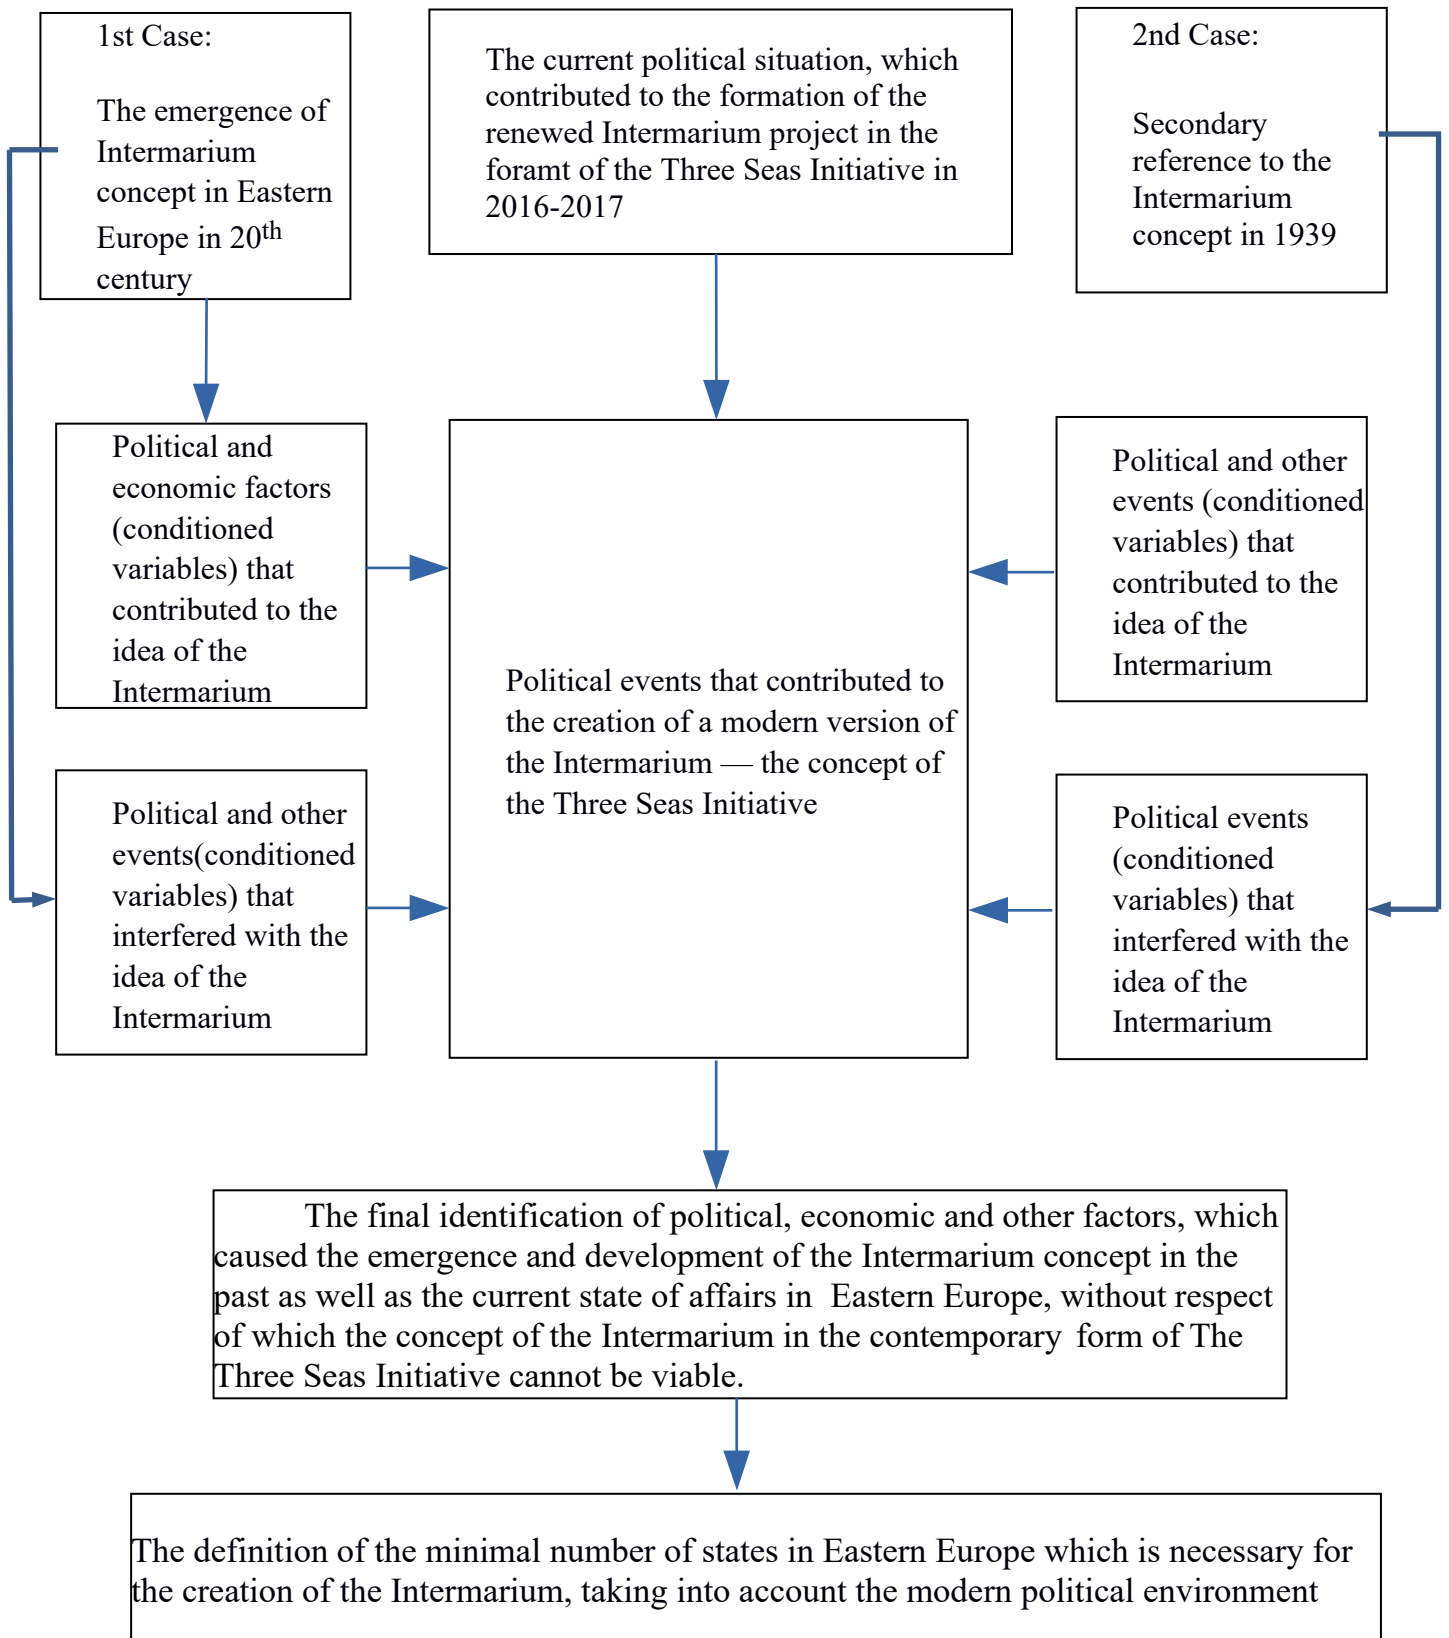 1st Case:
The emergence of
Intermarium
concept in Eastern
Europe in 20th
century
The current political situation, which
contributed to the formation of the
renewed Intermarium project in the
foramt of the Three Seas Initiative in
2016-2017
2nd Case:
Secondary
reference to the
Intermarium
concept in 1939
Political and
economic factors
(conditioned
variables) that
contributed to the
idea of the
Intermarium
Political and other
events(conditioned
variables) that
interfered with the
idea of the
Intermarium
Political events that contributed to
the creation of a modern version of
the Intermarium — the concept of
the Three Seas Initiative
Political and other
events (conditioned
variables) that
contributed to the
idea of the
Intermarium
Political events
(conditioned
variables) that
interfered with the
idea of the
Intermarium
The final identification of political, economic and other factors, which
caused the emergence and development of the Intermarium concept in the
past as well as the current state of affairs in Eastern Europe, without respect
of which the concept of the Intermarium in the contemporary form of The
Three Seas Initiative cannot be viable.
The definition of the minimal number of states in Eastern Europe which is necessary for
the creation of the Intermarium, taking into account the modern political environment